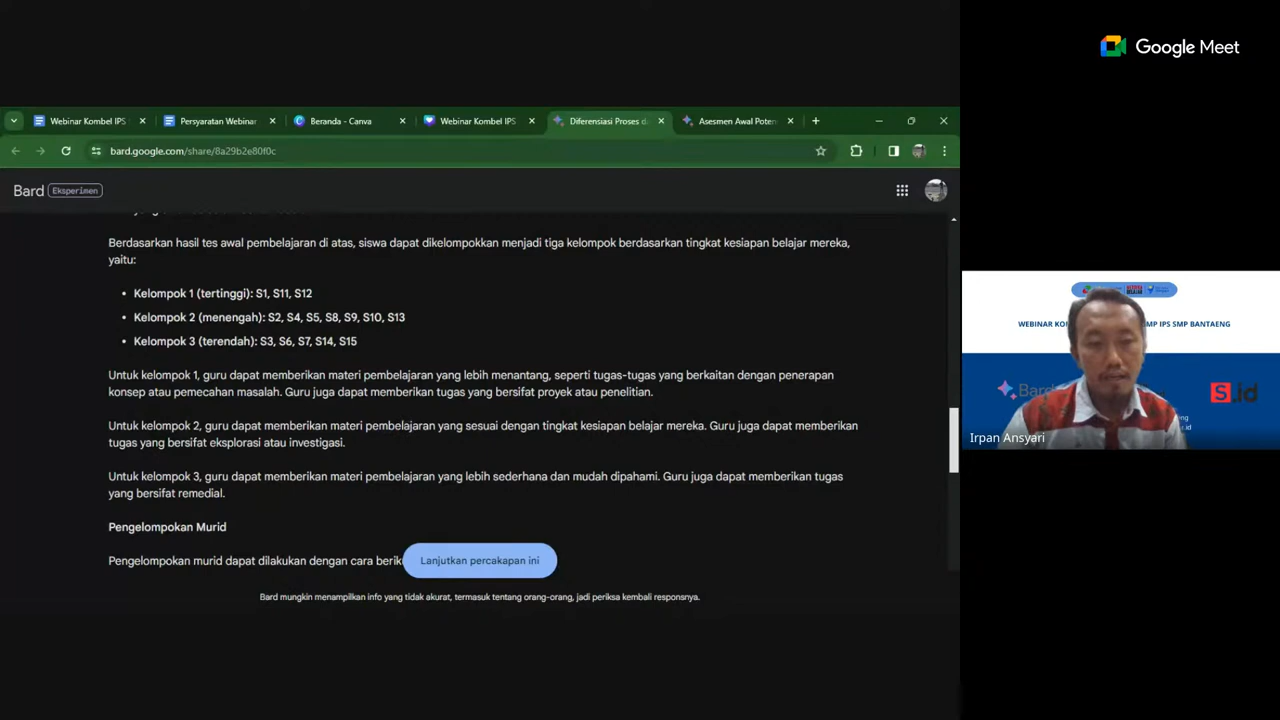 Google Meet
Webinar Kombel IPS
Persyaratan Webinar
Beranda - Canva
Webinar Kombel IPS
Diferensiasi Proses da
Asesmen Awal Poten
bard.google.com/share/8a29b2e80f0c
Bard Eksperimen
Berdasarkan hasil tes awal pembelajaran di atas, siswa dapat dikelompokkan menjadi tiga kelompok berdasarkan tingkat kesiapan belajar mereka,
yaitu:
• Kelompok 1 (tertinggi): S1, S11, S12
• Kelompok 2 (menengah): S2, S4, S5, S8, S9, S10, S13
• Kelompok 3 (terendah): S3, S6, S7, S14, S15
Untuk kelompok 1, guru dapat memberikan materi pembelajaran yang lebih menantang, seperti tugas-tugas yang berkaitan dengan penerapan
konsep atau pemecahan masalah. Guru juga dapat memberikan tugas yang bersifat proyek atau penelitian.
Untuk kelompok 2, guru dapat memberikan materi pembelajaran yang sesuai dengan tingkat kesiapan belajar mereka. Guru juga dapat memberikan
tugas yang bersifat eksplorasi atau investigasi.
Untuk kelompok 3, guru dapat memberikan materi pembelajaran yang lebih sederhana dan mudah dipahami. Guru juga dapat memberikan tugas
yang bersifat remedial.
Pengelompokan Murid
Pengelompokan murid dapat dilakukan dengan cara berik
Lanjutkan percakapan ini
Bard mungkin menampilkan info yang tidak akurat, termasuk tentang orang-orang, jadi periksa kembali responsnya.
WEBINAR KO MP IPS SMP BANTAENG
Bard
S.id
Irpan Ansyari